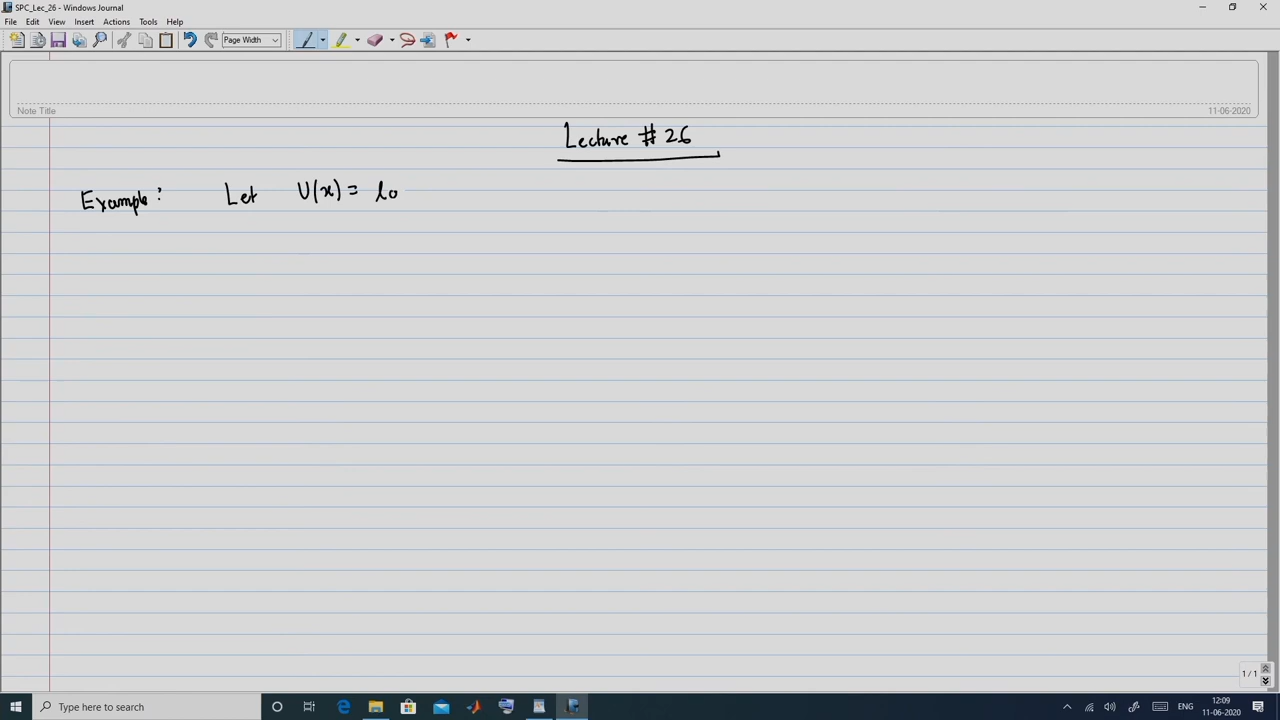 SPC_Lec_26 - Windows Journal
File Edit View Insert Actions Tools Help
Page Width
Note Title
11-06-2020
Lecture # 26
Example: Let U(x) = lo
1 / 1
Type here to search
ENG
12:09
11-06-2020